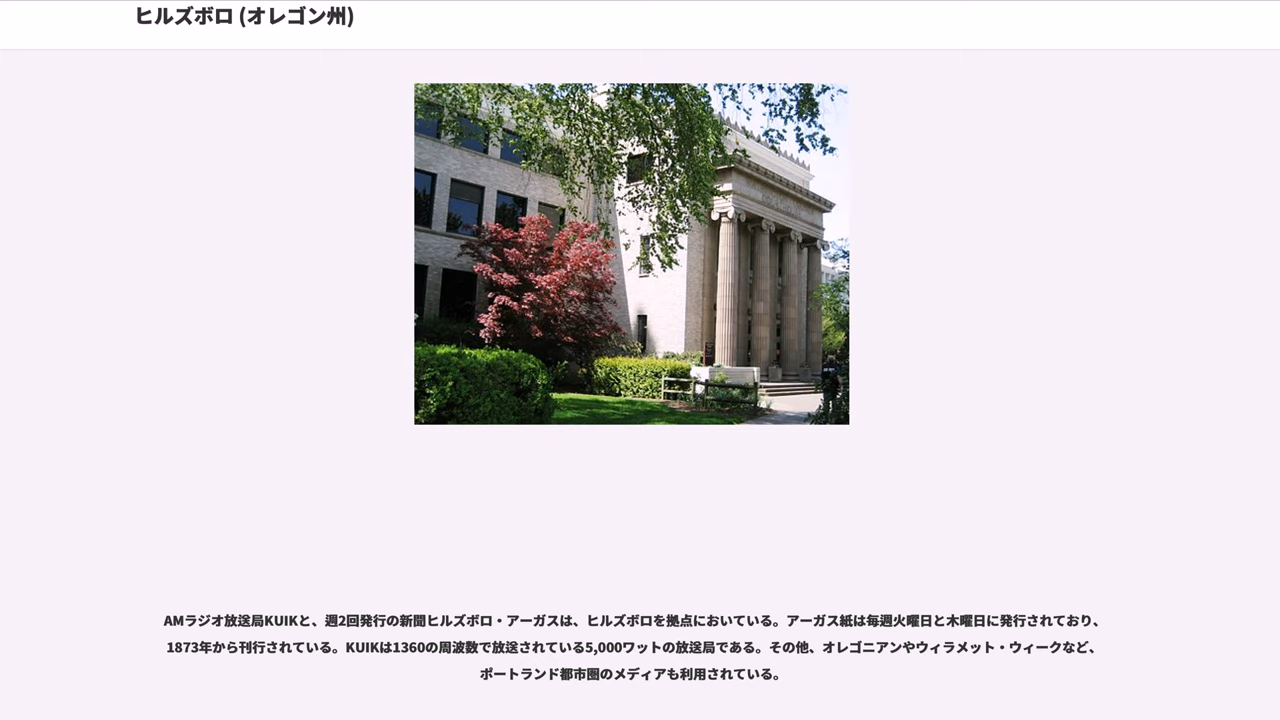 ヒルズボロ (オレゴン州)
AMラジオ放送局KUIKと、週2回発行の新聞ヒルズボロ・アーガスは、ヒルズボロを拠点においている。アーガス紙は毎週火曜日と木曜日に発行されており、
1873年から刊行されている。KUIKは1360の周波数で放送されている5,000ワットの放送局である。その他、オレゴニアンやウィラメット・ウィークなど、
ポートランド都市圏のメディアも利用されている。